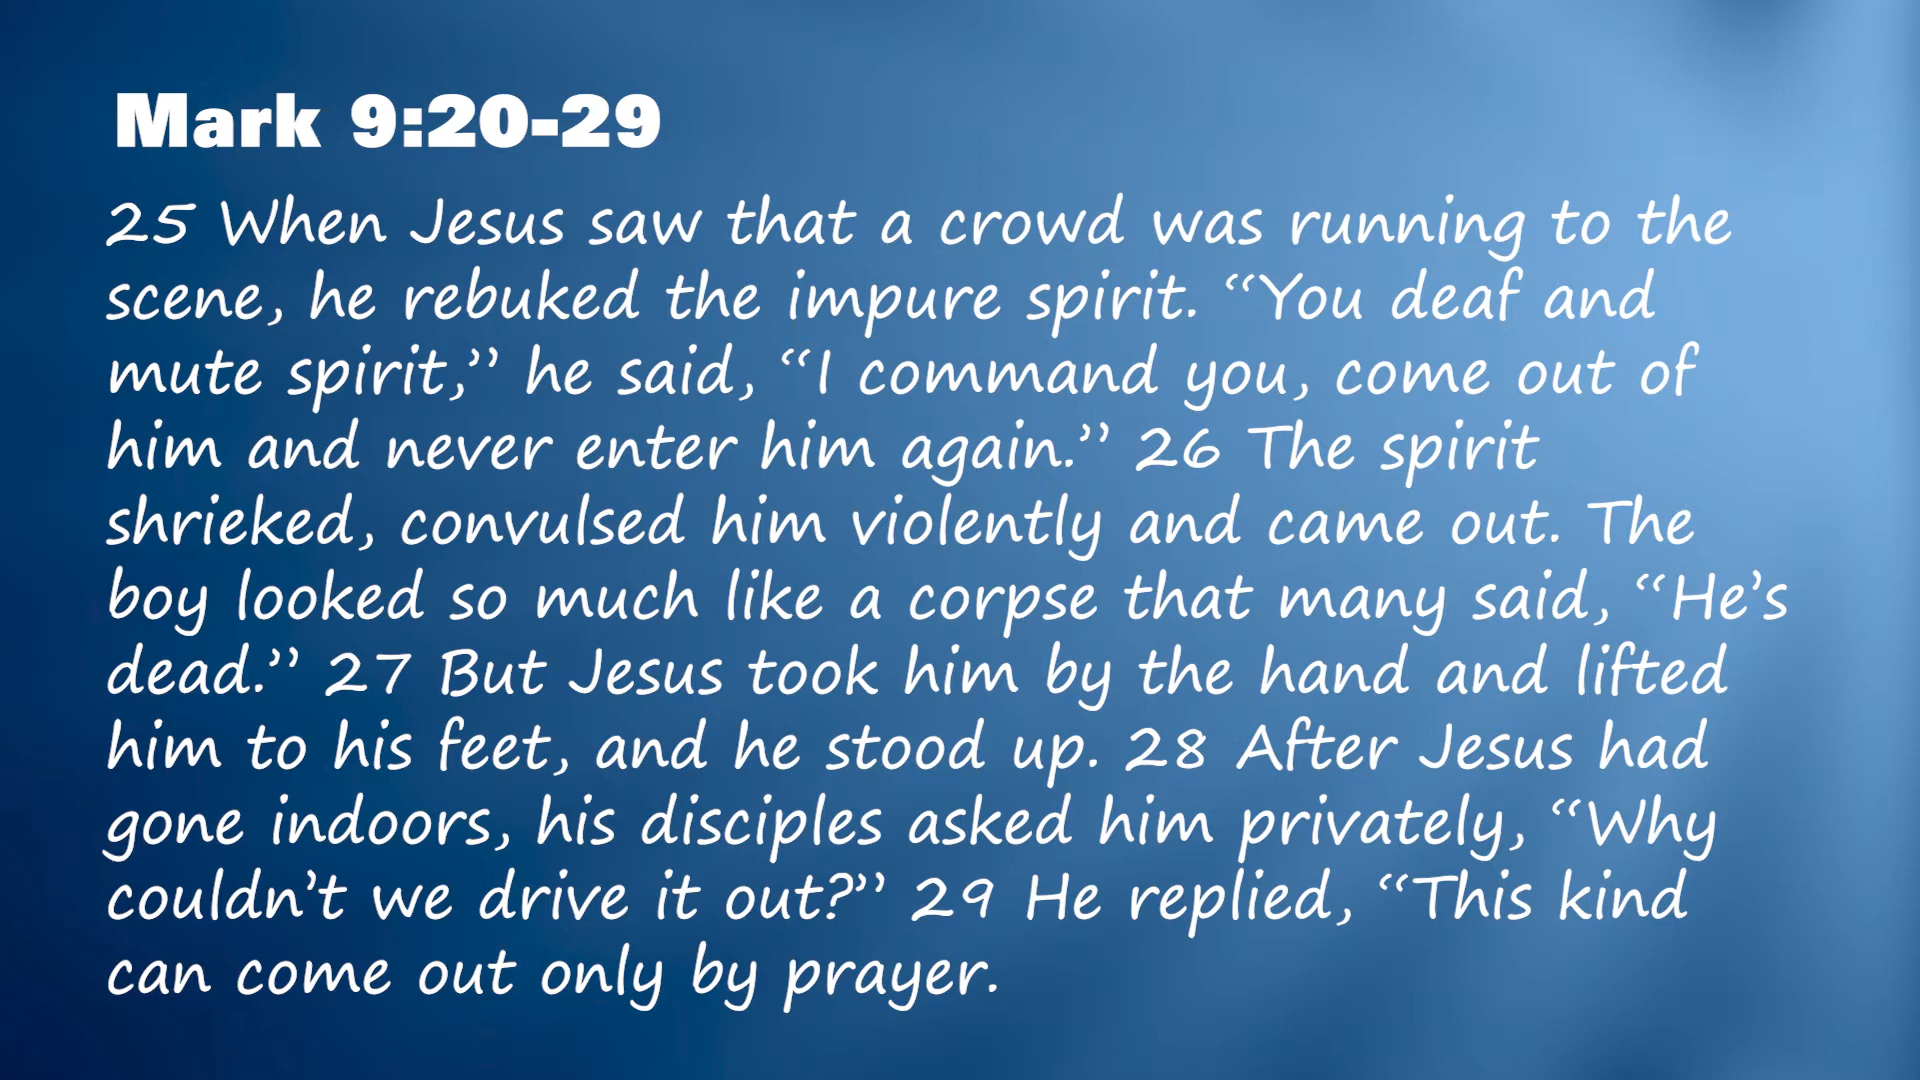 Mark 9:20-29
25 When Jesus saw that a crowd was running to the
scene, he rebuked the impure spirit. “You deaf and
mute spirit,” he said, “I command you, come out of
him and never enter him again.” 26 The spirit
shrieked, convulsed him violently and came out. The
boy looked so much like a corpse that many said, “He’s
dead.” 27 But Jesus took him by the hand and lifted
him to his feet, and he stood up. 28 After Jesus had
gone indoors, his disciples asked him privately, “Why
couldn’t we drive it out?” 29 He replied, “This kind
can come out only by prayer.